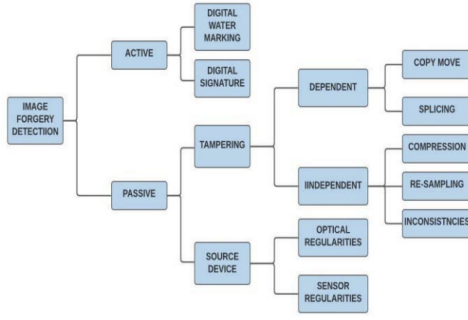 DIGITAL
WATER
MARKING
ACTIVE
COPY MOVE
DIGITAL
SIGNATURE
DEPENDENT
SPLICING
IMAGE
FORGERY
DETECTIION
TAMPERING
COMPRESSION
PASSIVE
IINDEPENDENT
RE-SAMPLING
INCONSISTNCIES
OPTICAL
REGULARITIES
SOURCE
DEVICE
SENSOR
REGULARITIES